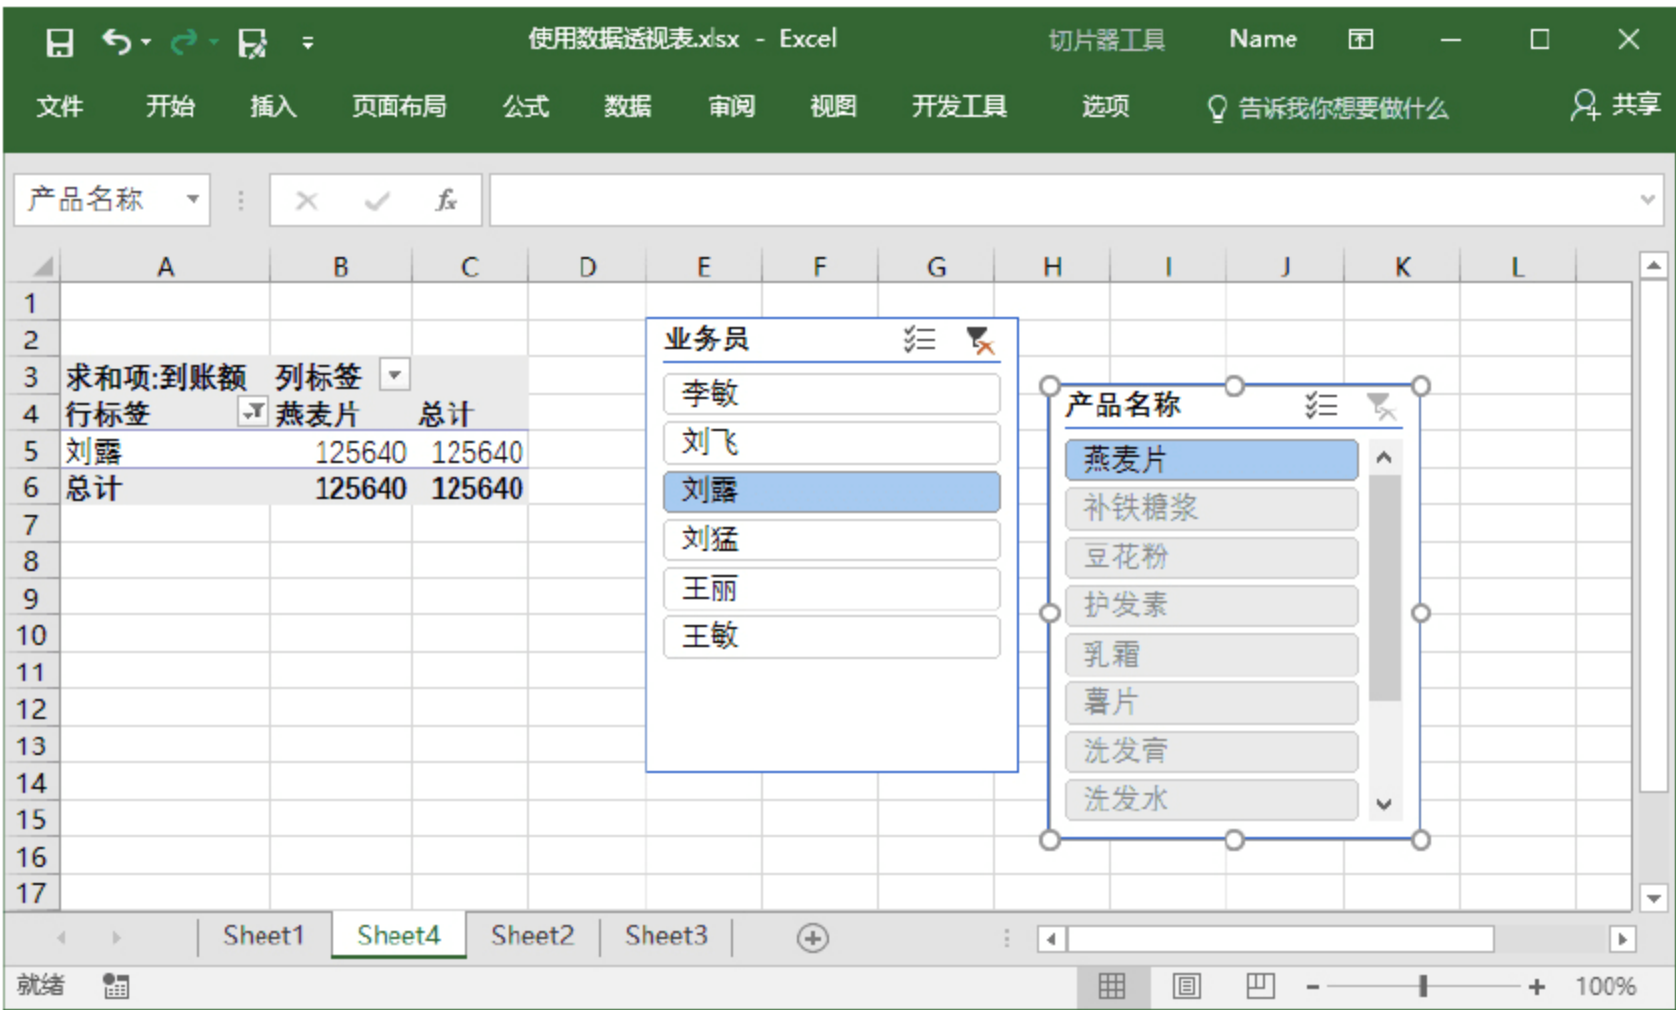 使用数据透视表.xlsx - Excel
切片器工具
Name
文件 开始 插入 页面布局 公式 数据 审阅 视图 开发工具 选项 告诉我你想要做什么 共享
产品名称
fx
A B C D E F G H I J K L
1
2
3 求和项:到账额 列标签
4 行标签 燕麦片 总计
5 刘露 125640 125640
6 总计 125640 125640
7
8
9
10
11
12
13
14
15
16
17
业务员
李敏
刘飞
刘露
刘猛
王丽
王敏
产品名称
燕麦片
补铁糖浆
豆花粉
护发素
乳霜
薯片
洗发膏
洗发水
Sheet1 Sheet4 Sheet2 Sheet3
就绪
100%